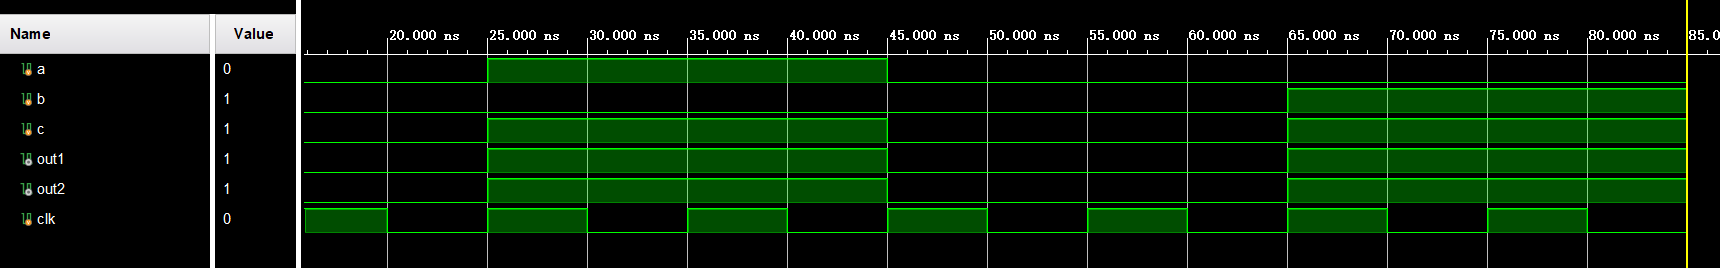 Name Value
20.000 ns 25.000 ns 30.000 ns 35.000 ns 40.000 ns 45.000 ns 50.000 ns 55.000 ns 60.000 ns 65.000 ns 70.000 ns 75.000 ns 80.000 ns 85.0
a 0
b 1
c 1
out1 1
out2 1
clk 0